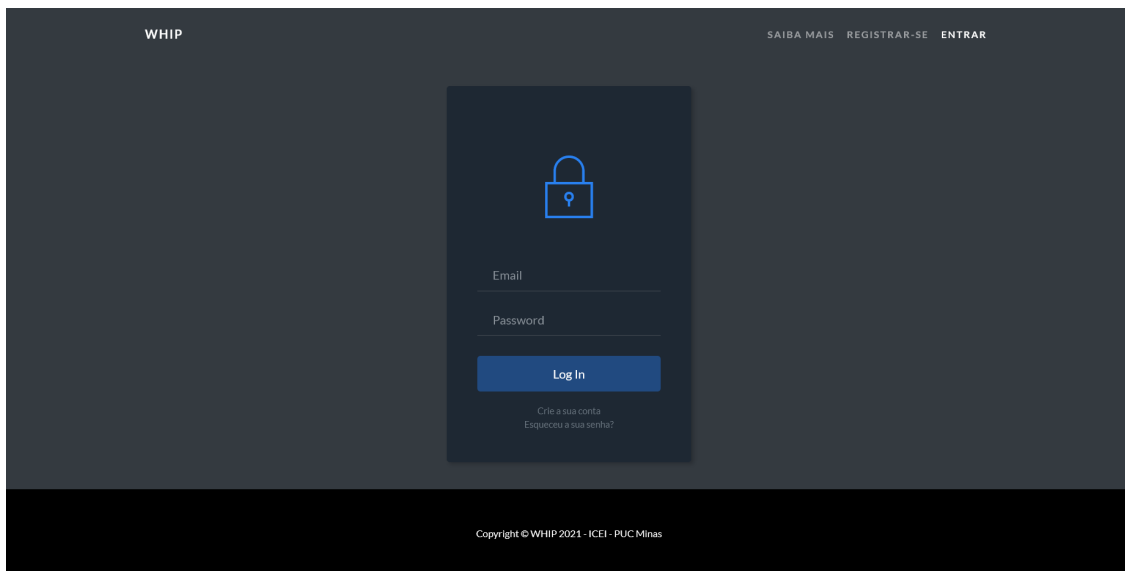 WHIP
SAIBA MAIS REGISTRAR-SE ENTRAR
Email
Password
Log In
Crie a sua conta
Esqueceu a sua senha?
Copyright © WHIP 2021 - ICEI - PUC Minas